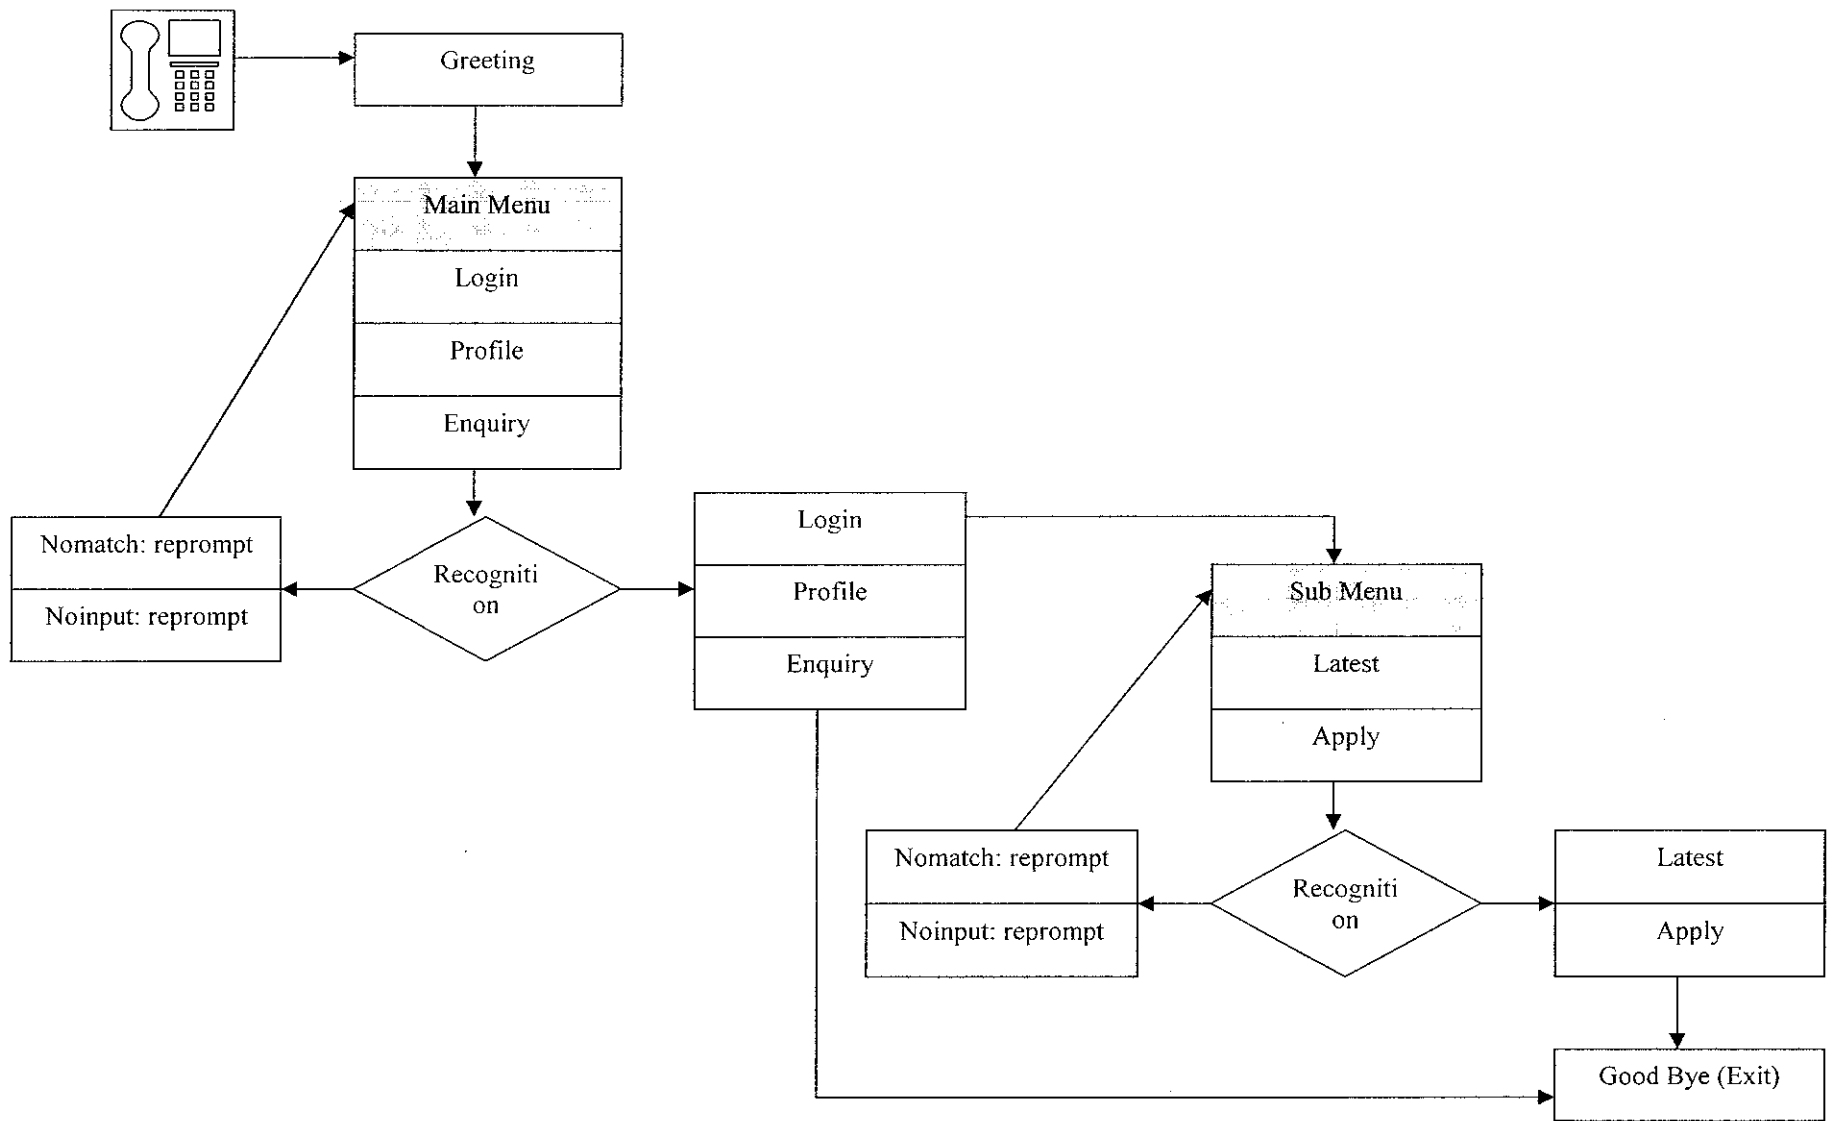 Greeting
Main Menu
Login
Profile
Enquiry
Nomatch: reprompt
Noinput: reprompt
Recogniti
on
Login
Profile
Enquiry
Sub Menu
Latest
Apply
Nomatch: reprompt
Noinput: reprompt
Recogniti
on
Latest
Apply
Good Bye (Exit)